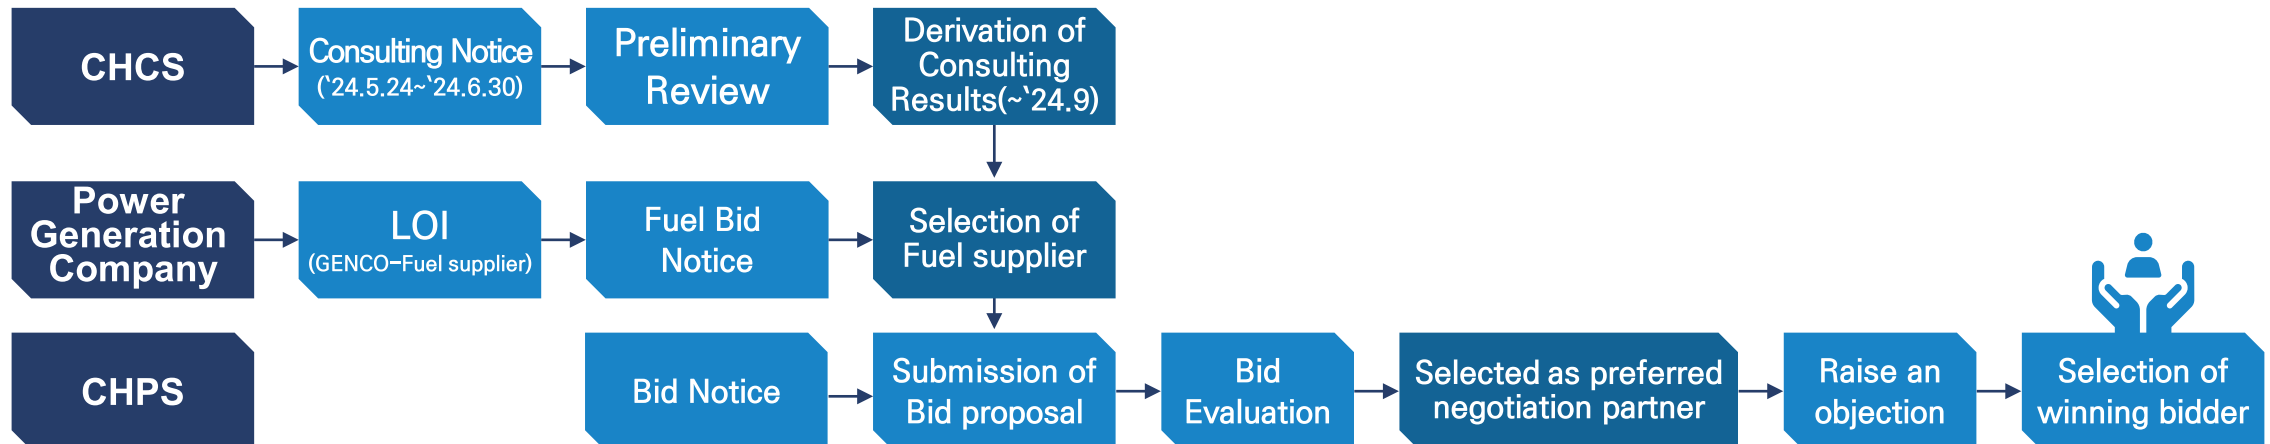 CHCS
Consulting Notice
(‘24.5.24~‘24.6.30)
Preliminary
Review
Derivation of
Consulting
Results(~‘24.9)
Power
Generation
Company
LOI
(GENCO-Fuel supplier)
Fuel Bid
Notice
Selection of
Fuel supplier
CHPS
Bid Notice
Submission of
Bid proposal
Bid
Evaluation
Selected as preferred
negotiation partner
Raise an
objection
Selection of
winning bidder